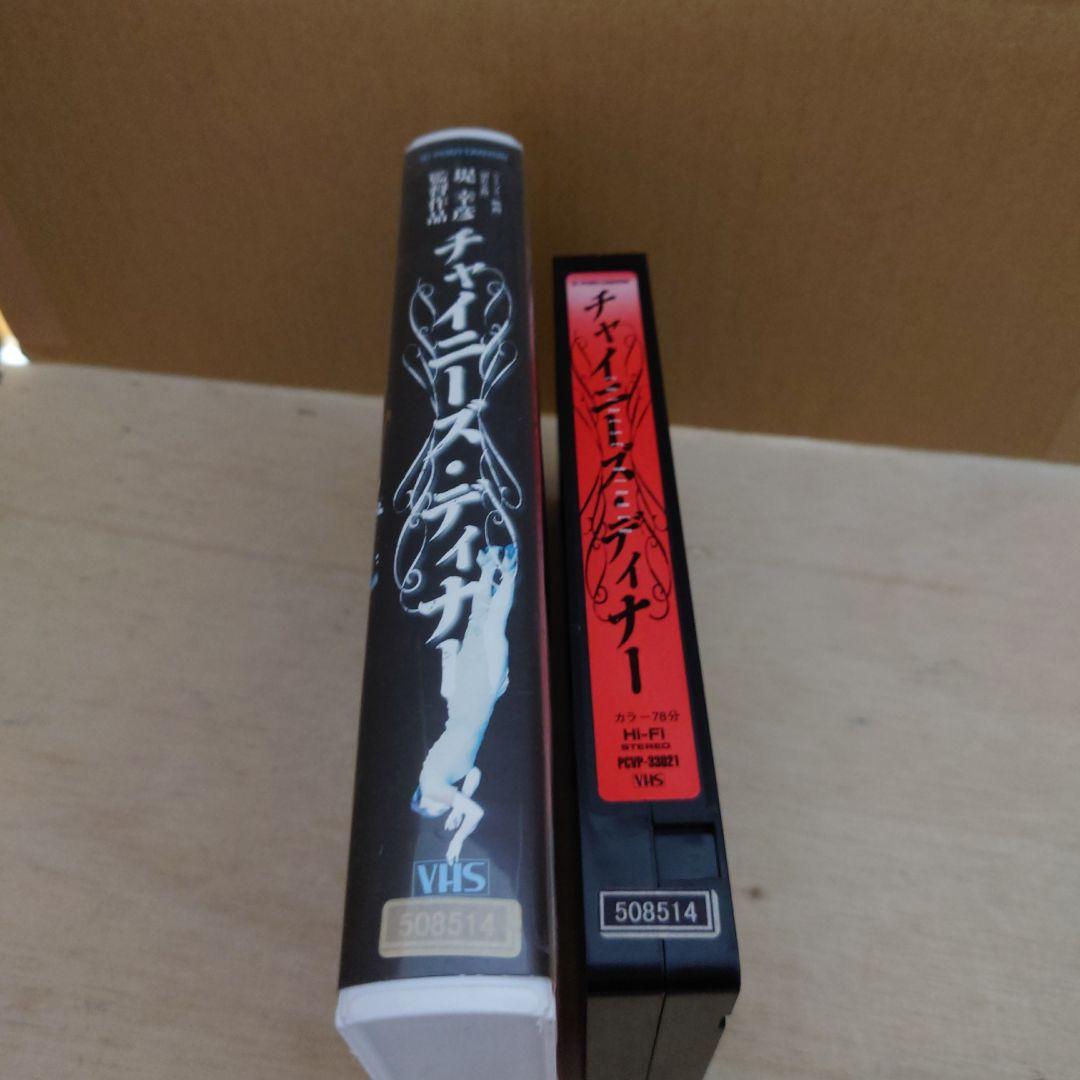 堤 幸彦
監督作品
チャイニーズ・ディナー
VHS
508514
チャイニーズ・ディナー
カラー78分
Hi-Fi
STEREO
PCVP-33021
VHS
508514